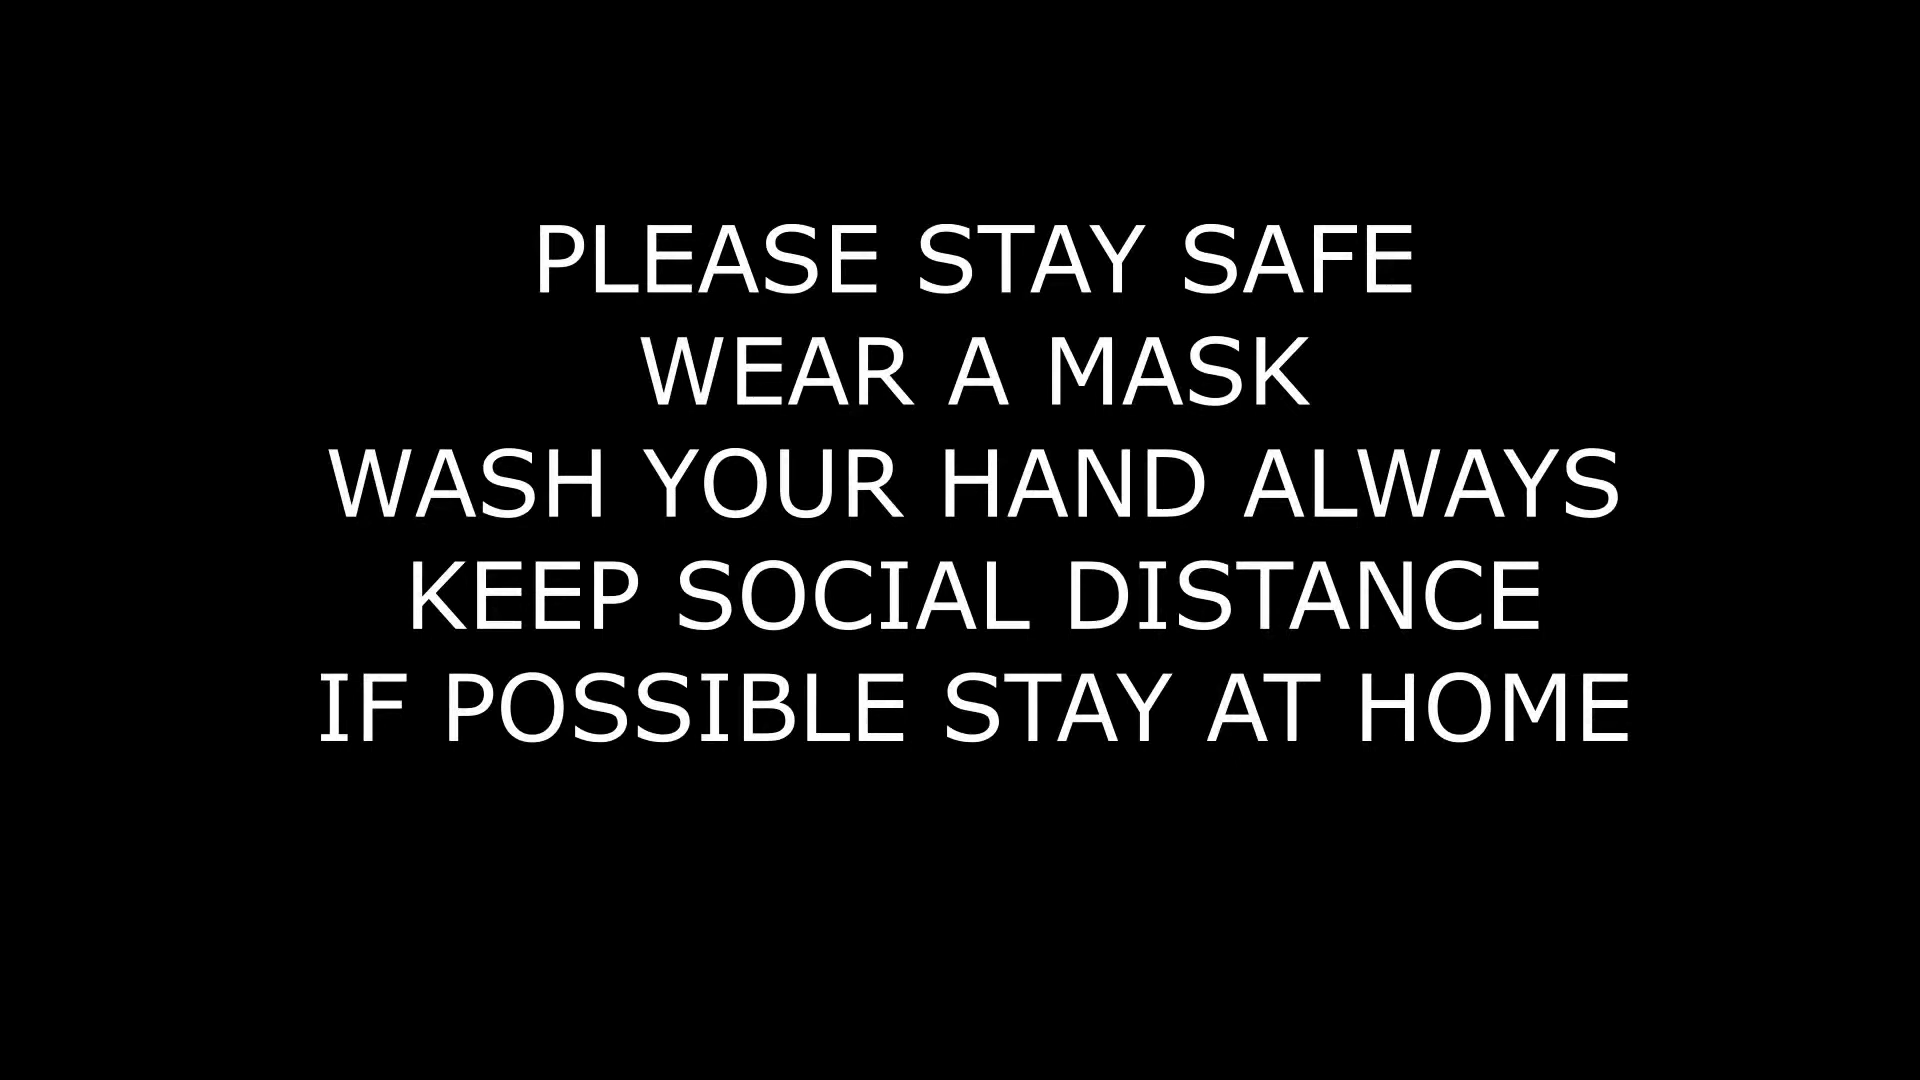 PLEASE STAY SAFE
WEAR A MASK
WASH YOUR HAND ALWAYS
KEEP SOCIAL DISTANCE
IF POSSIBLE STAY AT HOME